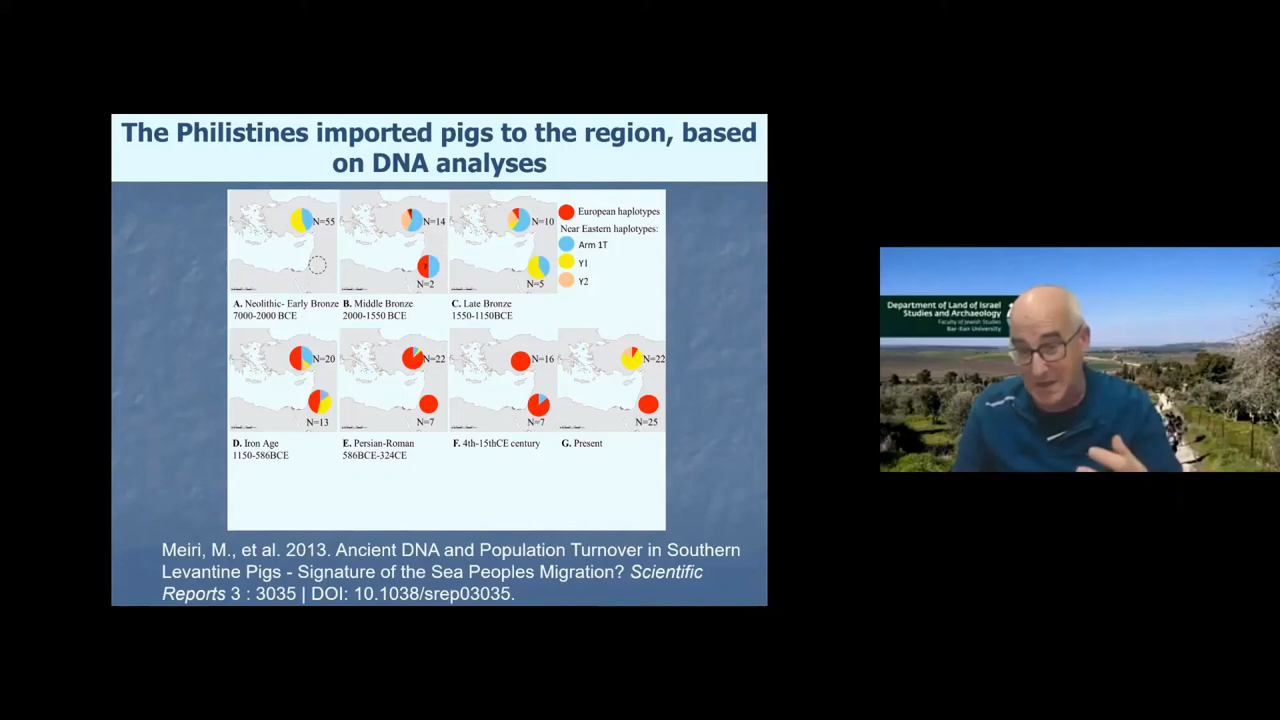 The Philistines imported pigs to the region, based
on DNA analyses
N=55
N=14
N=10
European haplotypes
Near Eastern haplotypes:
Arm 1T
Y1
Y2
N=2
N=5
A. Neolithic- Early Bronze
7000-2000 BCE
B. Middle Bronze
2000-1550 BCE
C. Late Bronze
1550-1150BCE
N=20
N=22
N=16
N=22
N=13
N=7
N=7
N=25
D. Iron Age
1150-586BCE
E. Persian-Roman
586BCE-324CE
F. 4th-15thCE century
G. Present
Meiri, M., et al. 2013. Ancient DNA and Population Turnover in Southern
Levantine Pigs - Signature of the Sea Peoples Migration? Scientific
Reports 3 : 3035 | DOI: 10.1038/srep03035.
Department of Land of Israel
Studies and Archaeology
Faculty of Jewish Studies
Bar-Ilan University